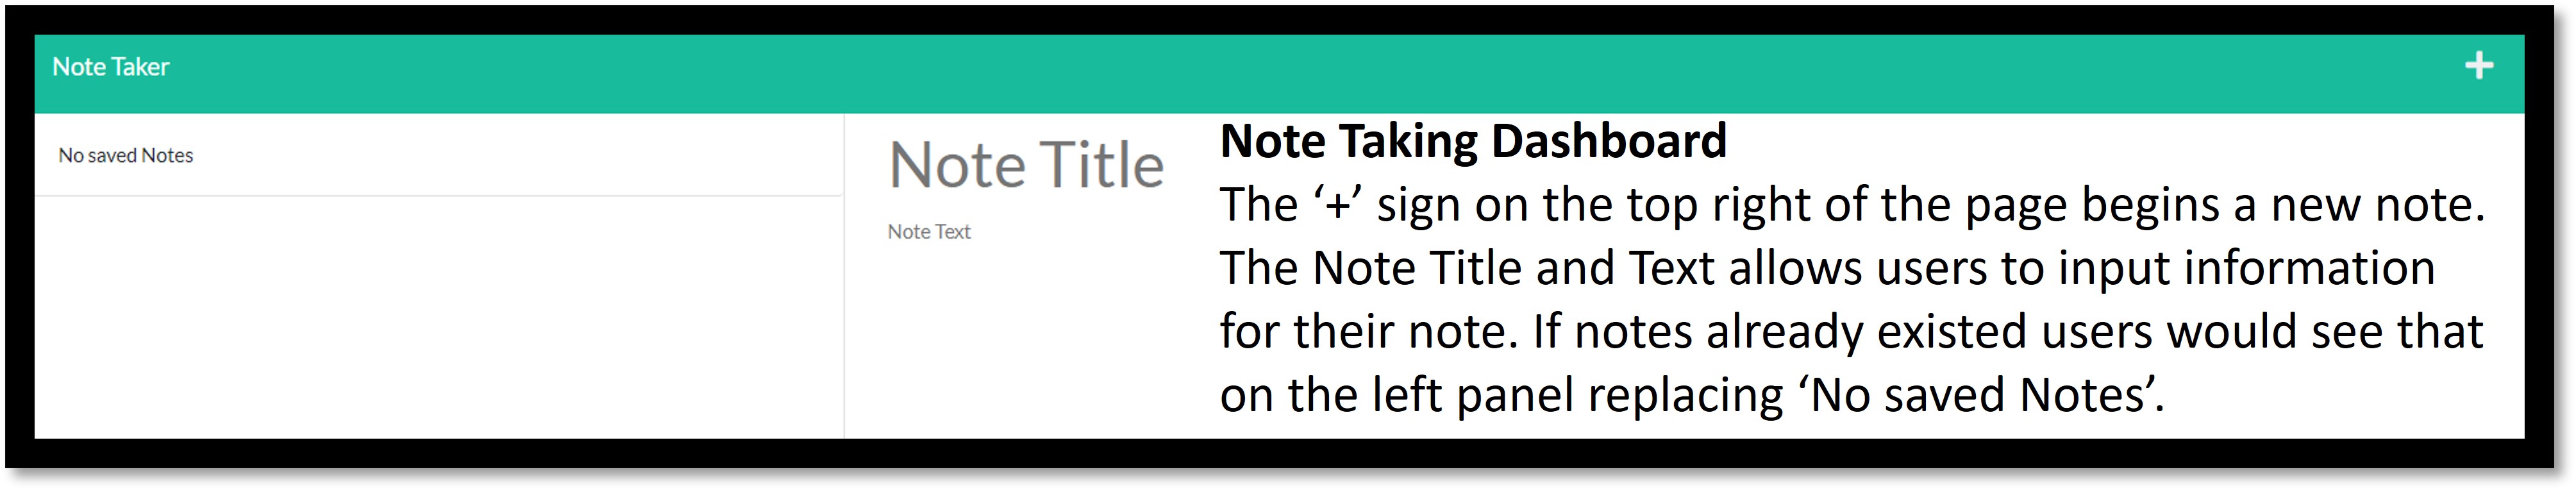 Note Taker
+
No saved Notes
Note Title
Note Text
Note Taking Dashboard
The ‘+’ sign on the top right of the page begins a new note.
The Note Title and Text allows users to input information
for their note. If notes already existed users would see that
on the left panel replacing ‘No saved Notes’.